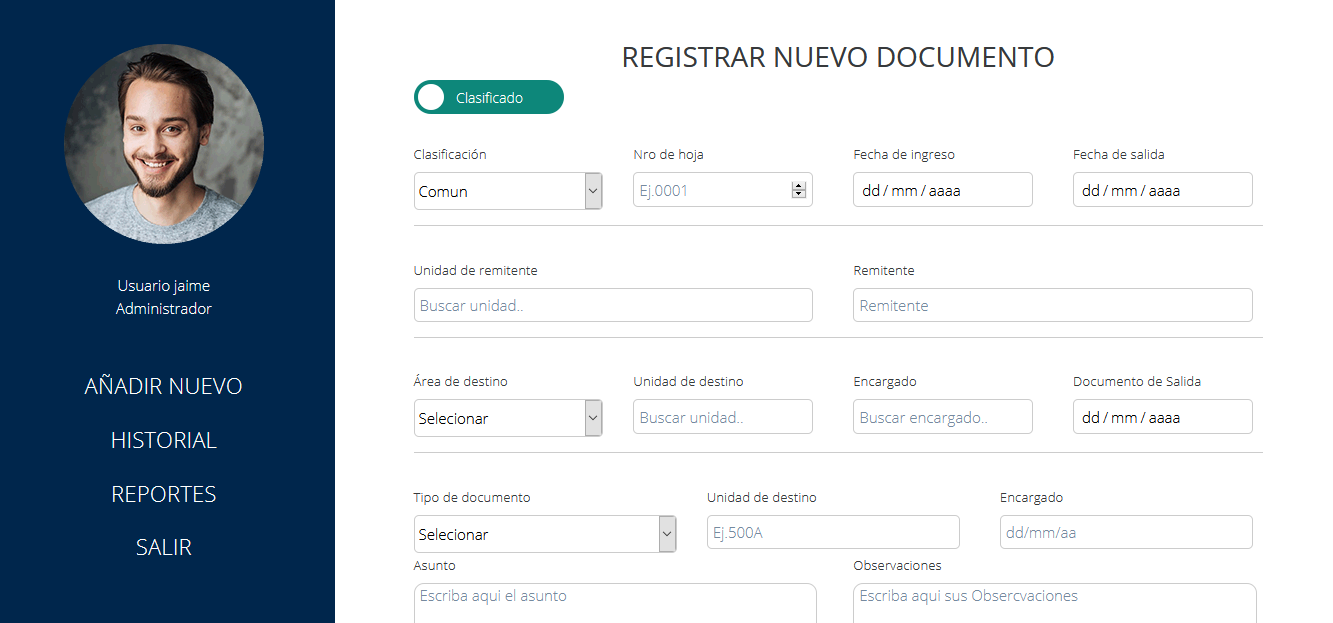 Usuario jaime
Administrador
AÑADIR NUEVO
HISTORIAL
REPORTES
SALIR
REGISTRAR NUEVO DOCUMENTO
Clasificado
Clasificación Nro de hoja Fecha de ingreso Fecha de salida
Comun Ej.0001 dd / mm / aaaa dd / mm / aaaa
Unidad de remitente Remitente
Buscar unidad.. Remitente
Área de destino Unidad de destino Encargado Documento de Salida
Selecionar Buscar unidad.. Buscar encargado.. dd / mm / aaaa
Tipo de documento Unidad de destino Encargado
Selecionar Ej.500A dd/mm/aa
Asunto Observaciones
Escriba aqui el asunto Escriba aqui sus Obsercvaciones